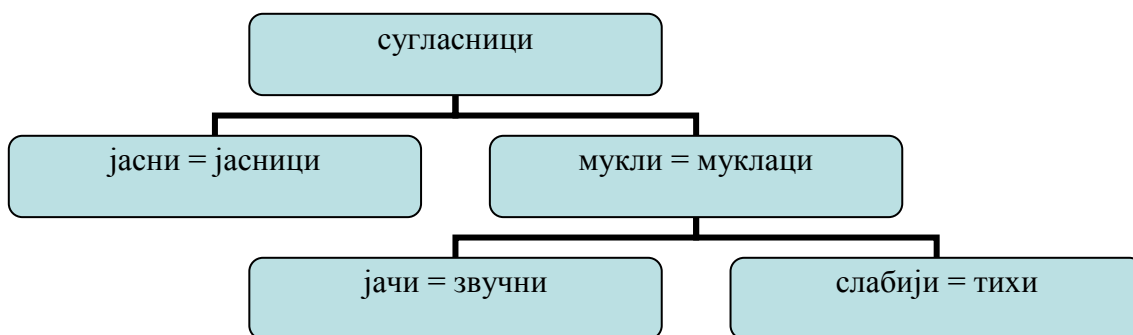 сугласници
јасни = јасници
мукли = муклаци
јачи = звучни
слабији = тихи